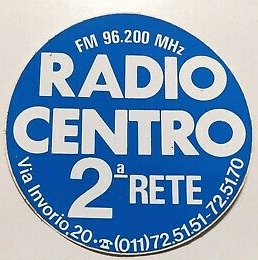 FM 96.200 MHz
RADIO
CENTRO
2ª RETE
Via Invorio,20·☎(011)72.51.51-72.51.70